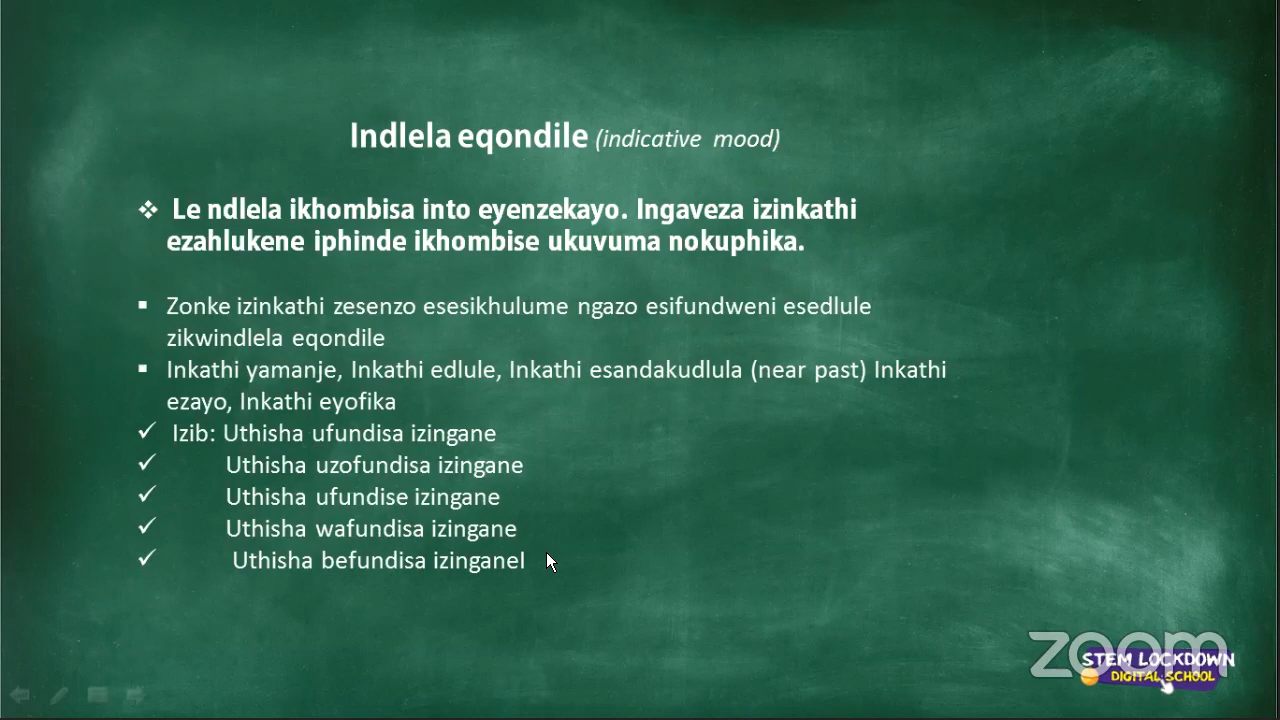 Indlela eqondile (indicative mood)
❖ Le ndlela ikhombisa into eyenzekayo. Ingaveza izinkathi
ezahlukene iphinde ikhombise ukuvuma nokuphika.
▪ Zonke izinkathi zesenzo esesikhulume ngazo esifundweni esedlule
zikwindlela eqondile
▪ Inkathi yamanje, Inkathi edlule, Inkathi esandakudlula (near past) Inkathi
ezayo, Inkathi eyofika
✓ Izib: Uthisha ufundisa izingane
✓ Uthisha uzofundisa izingane
✓ Uthisha ufundise izingane
✓ Uthisha wafundisa izingane
✓ Uthisha befundisa izinganeI
zoom
STEM LOCKDOWN
DIGITAL SCHOOL